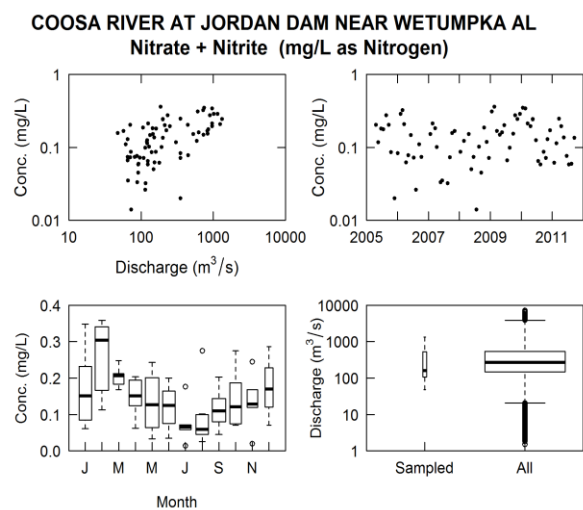 COOSA RIVER AT JORDAN DAM NEAR WETUMPKA AL
Nitrate + Nitrite (mg/L as Nitrogen)
Conc. (mg/L)
1
0.1
0.01
10 100 1000 10000
Discharge (m³/s)
Conc. (mg/L)
1
0.1
0.01
2005 2007 2009 2011
Conc. (mg/L)
0.4
0.3
0.2
0.1
0.0
J M M J S N
Month
Discharge (m³/s)
10000
1000
100
10
1
Sampled All